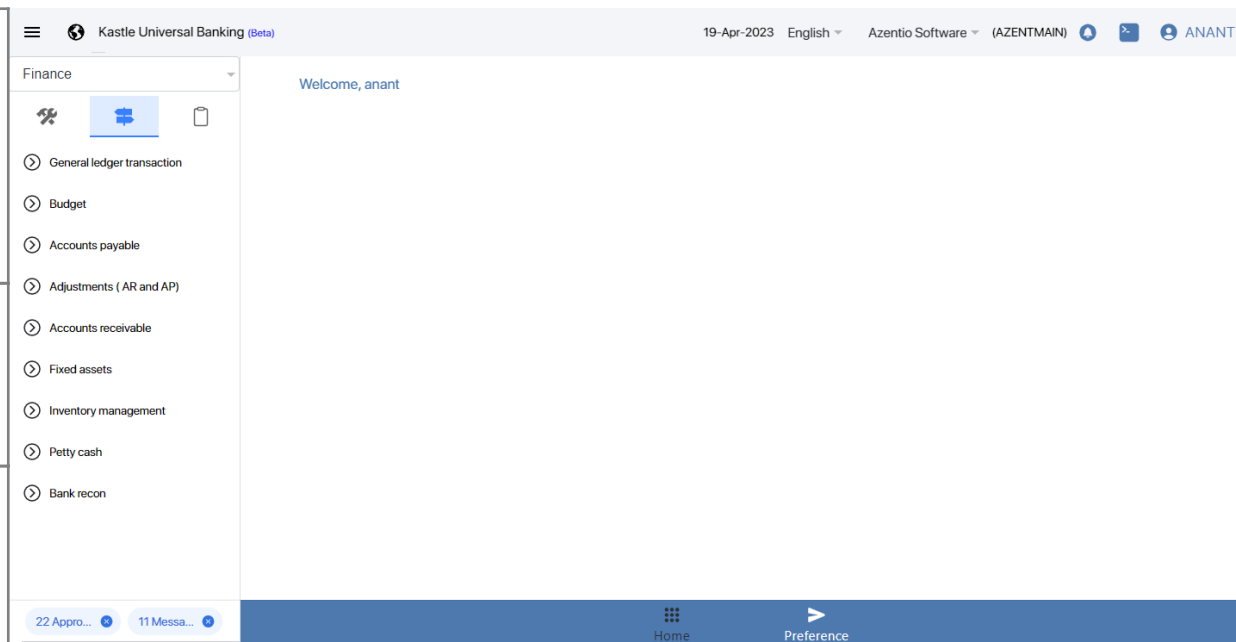 Kastle Universal Banking (Beta)
19-Apr-2023 English Azentio Software (AZENTMAIN) ANANT
Finance
Welcome, anant
General ledger transaction
Budget
Accounts payable
Adjustments ( AR and AP)
Accounts receivable
Fixed assets
Inventory management
Petty cash
Bank recon
22 Appro... 11 Messa...
Home Preference